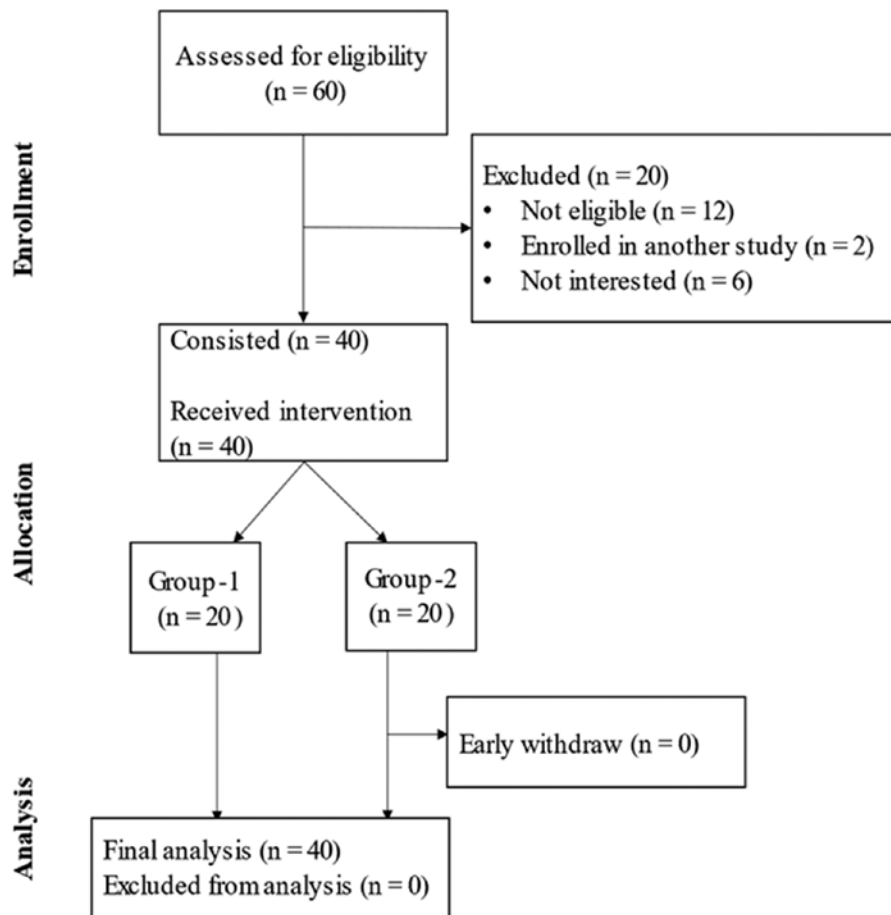 Assessed for eligibility
(n = 60)
Enrollment
Excluded (n = 20)
• Not eligible (n = 12)
• Enrolled in another study (n = 2)
• Not interested (n = 6)
Consisted (n = 40)
Received intervention
(n = 40)
Allocation
Group-1
(n = 20)
Group-2
(n = 20)
Early withdraw (n = 0)
Analysis
Final analysis (n = 40)
Excluded from analysis (n = 0)